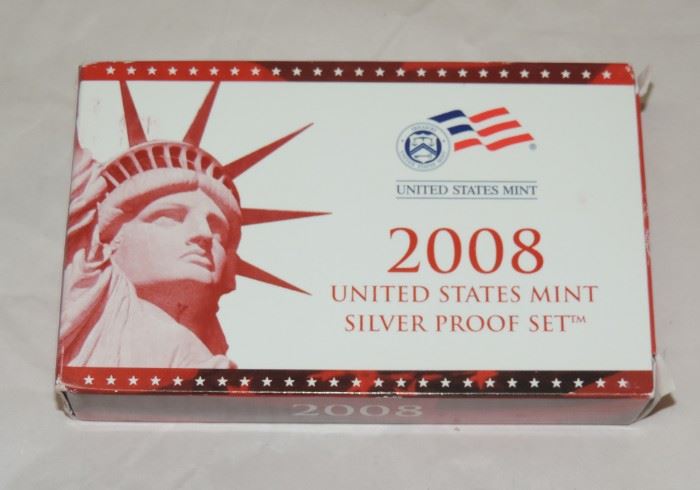 UNITED STATES MINT
2008
UNITED STATES MINT
SILVER PROOF SET™
2008